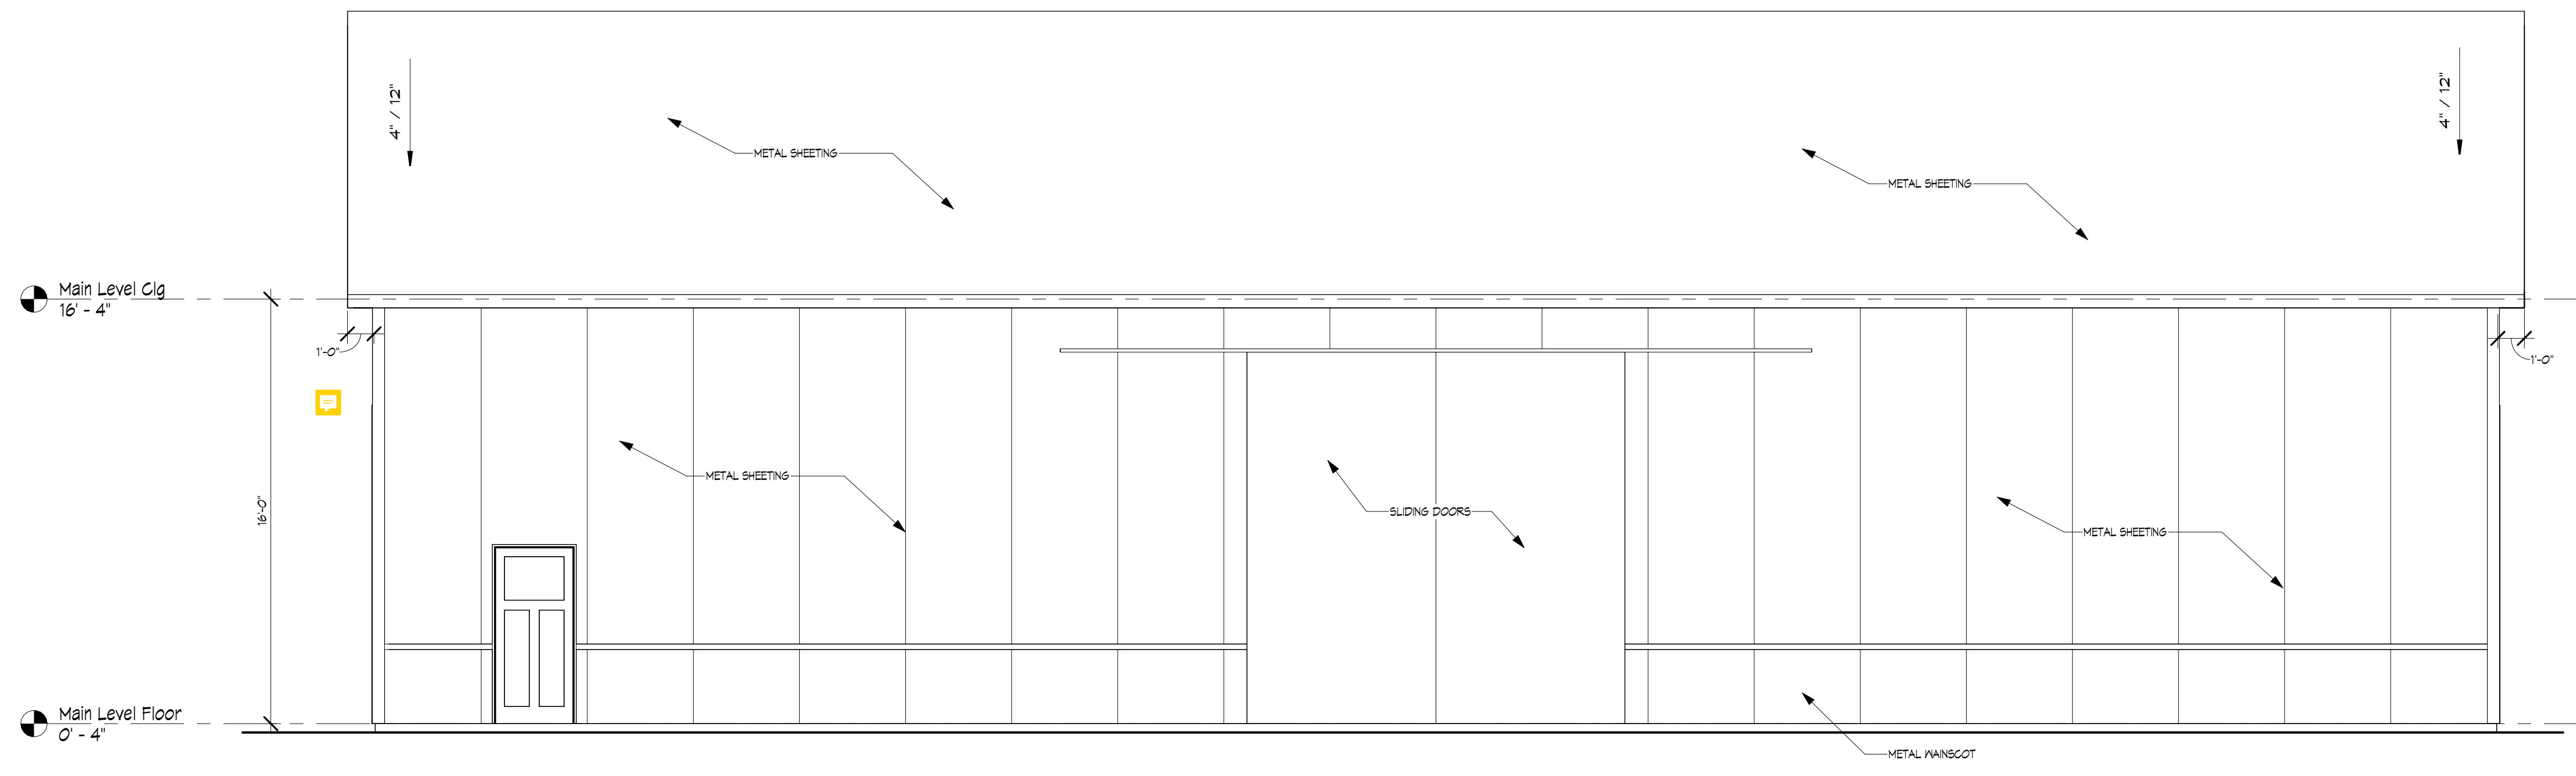 4" / 12"
4" / 12"
METAL SHEETING
METAL SHEETING
Main Level Clg
16' - 4"
1'-0"
1'-0"
METAL SHEETING
16'-0"
SLIDING DOORS
METAL SHEETING
Main Level Floor
0' - 4"
METAL WAINSCOT